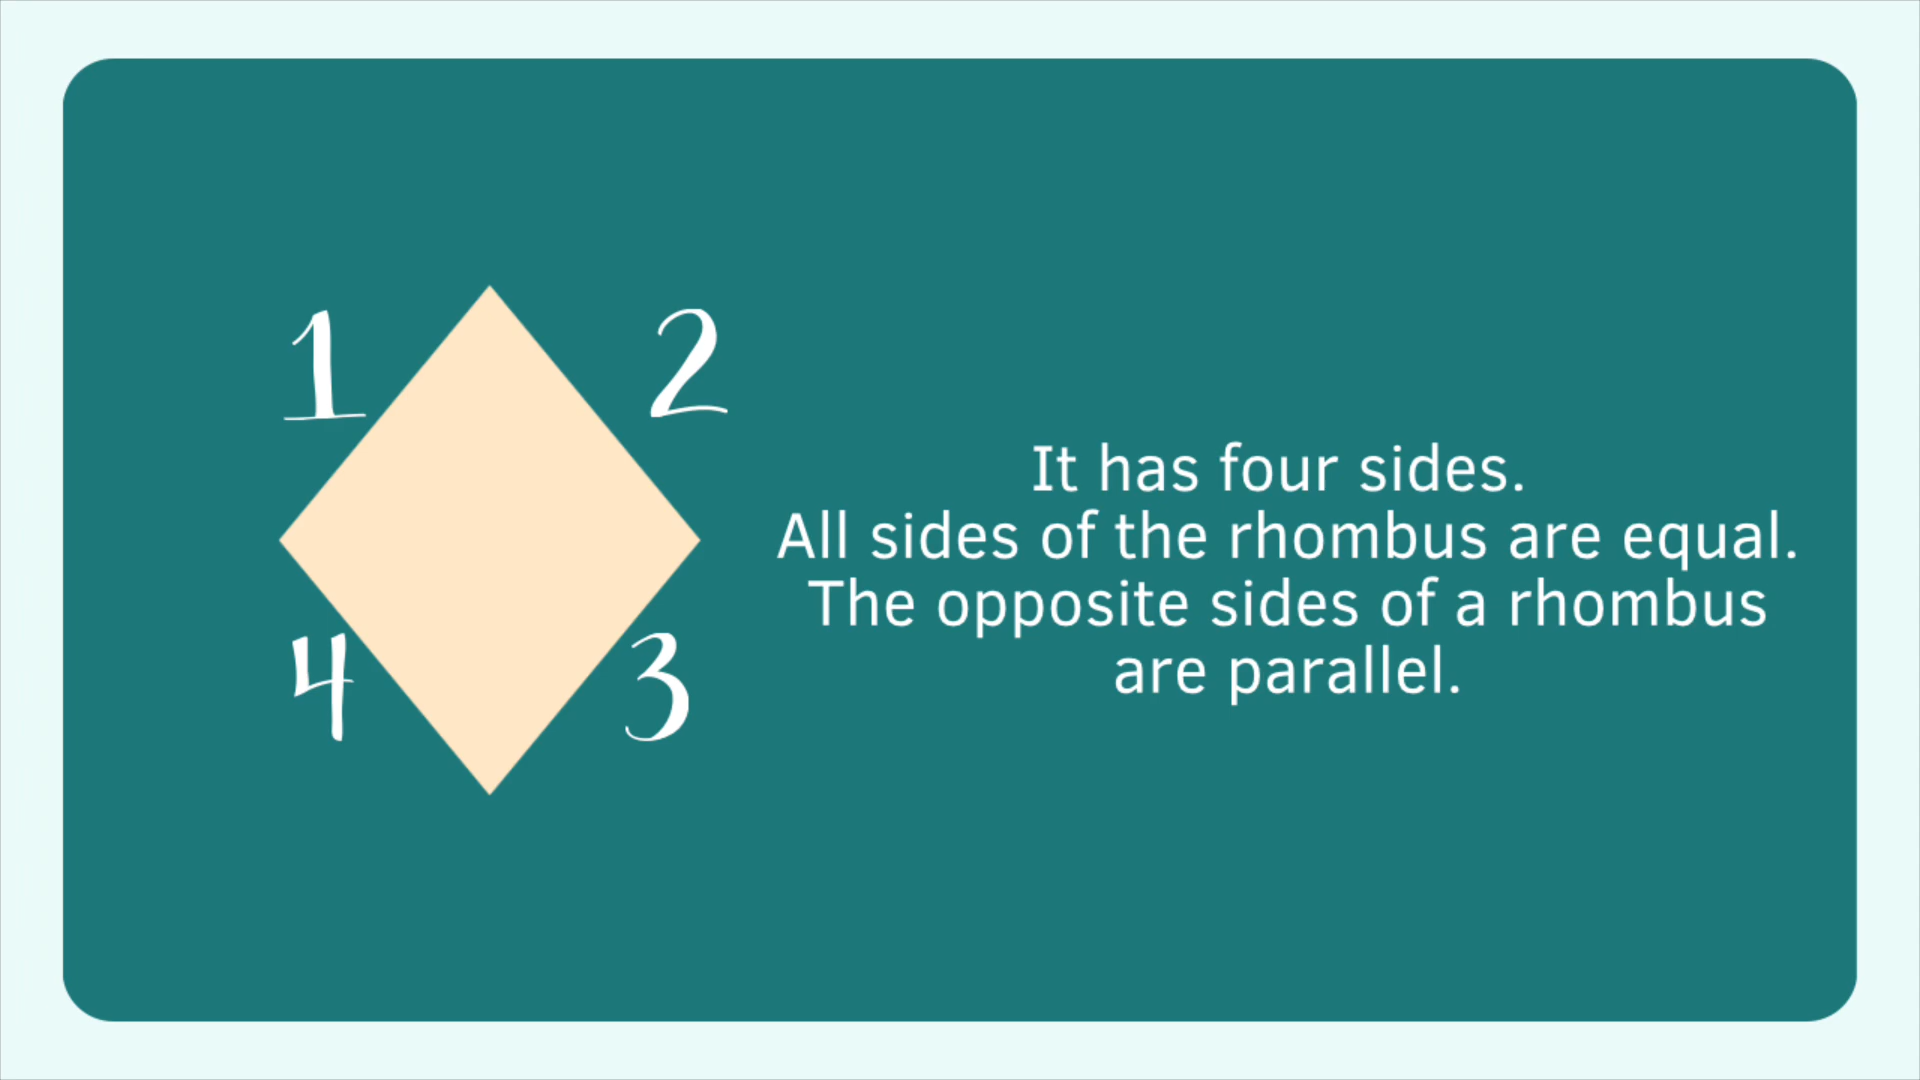 1
2
It has four sides.
All sides of the rhombus are equal.
The opposite sides of a rhombus
are parallel.
4
3